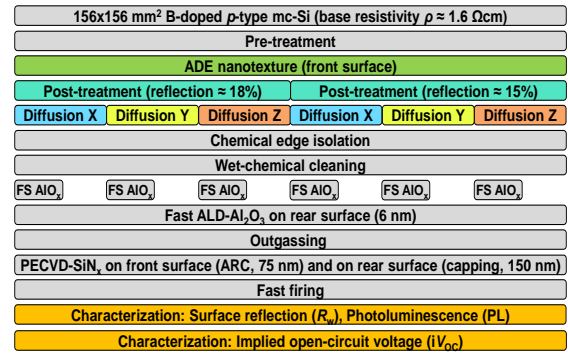 156x156 mm² B-doped p-type mc-Si (base resistivity ρ ≈ 1.6 Ωcm)
Pre-treatment
ADE nanotexture (front surface)
Post-treatment (reflection ≈ 18%) Post-treatment (reflection ≈ 15%)
Diffusion X Diffusion Y Diffusion Z Diffusion X Diffusion Y Diffusion Z
Chemical edge isolation
Wet-chemical cleaning
FS AlOₓ FS AlOₓ FS AlOₓ FS AlOₓ FS AlOₓ FS AlOₓ
Fast ALD-Al₂O₃ on rear surface (6 nm)
Outgassing
PECVD-SiNₓ on front surface (ARC, 75 nm) and on rear surface (capping, 150 nm)
Fast firing
Characterization: Surface reflection (R_w), Photoluminescence (PL)
Characterization: Implied open-circuit voltage (iV_OC)